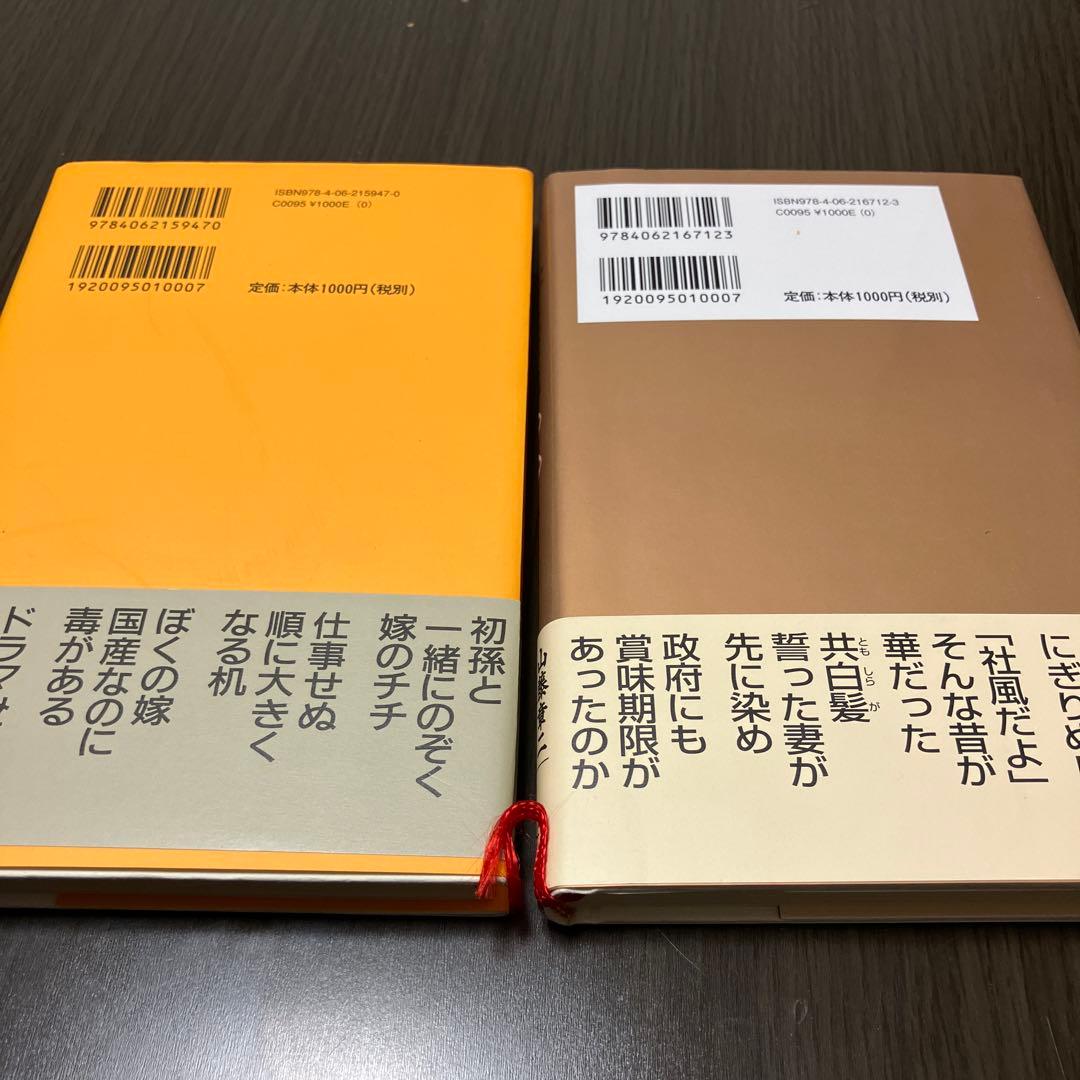 ISBN978-4-06-215947-0
C0095 ¥1000E (0)
9784062159470
1920095010007
定価:本体1000円(税別)
初孫と
一緒にのぞく
嫁のチチ
仕事せぬ
順に大きく
なる机
ぼくの嫁
国産なのに
毒がある
ISBN978-4-06-216712-3
C0095 ¥1000E (0)
9784062167123
1920095010007
定価:本体1000円(税別)
「社風だよ」
そんな昔が
華だった
共白髪
ともしらが
誓った妻が
先に染め
政府にも
賞味期限が
あったのか